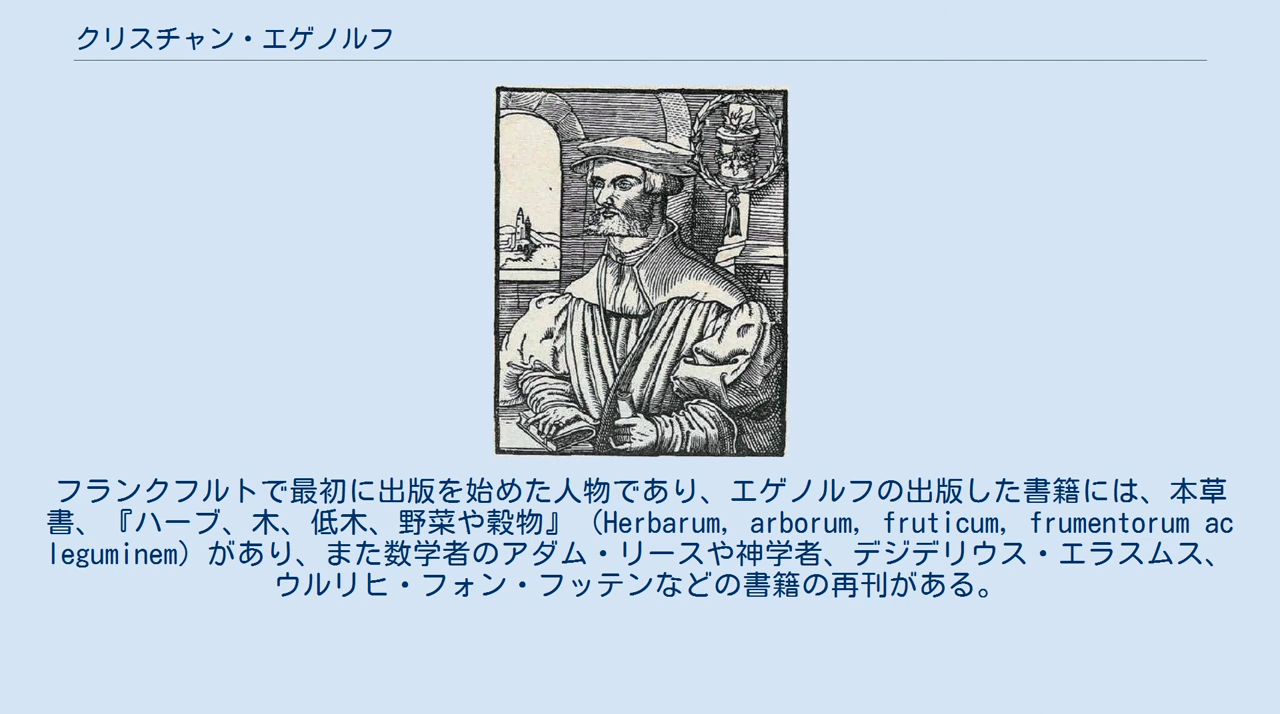 クリスチャン・エゲノルフ
フランクフルトで最初に出版を始めた人物であり、エゲノルフの出版した書籍には、本草
書、『ハーブ、木、低木、野菜や穀物』（Herbarum, arborum, fruticum, frumentorum ac
leguminem）があり、また数学者のアダム・リースや神学者、デジデリウス・エラスムス、
ウルリヒ・フォン・フッテンなどの書籍の再刊がある。